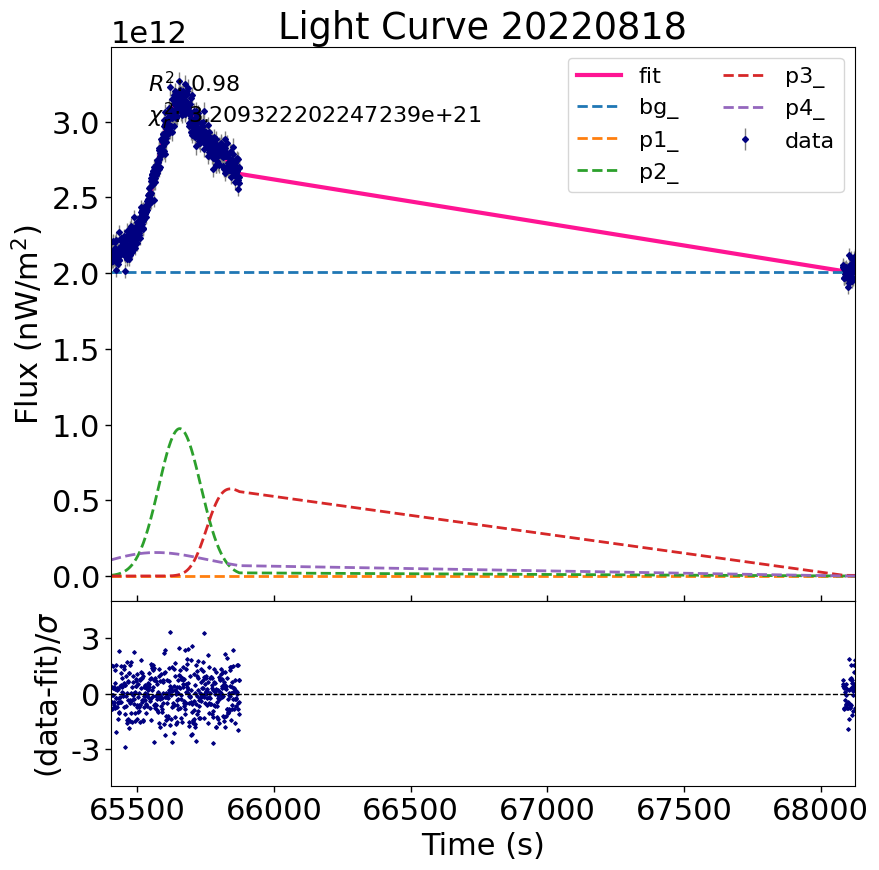 Light Curve 20220818
1e12
R²: 0.98
3.209322202247239e+21
fit
bg_
p1_
p2_
p3_
p4_
data
Flux (nW/m²)
3.0
2.5
2.0
1.5
1.0
0.5
0.0
(data-fit)/σ
3
0
-3
65500 66000 66500 67000 67500 68000
Time (s)